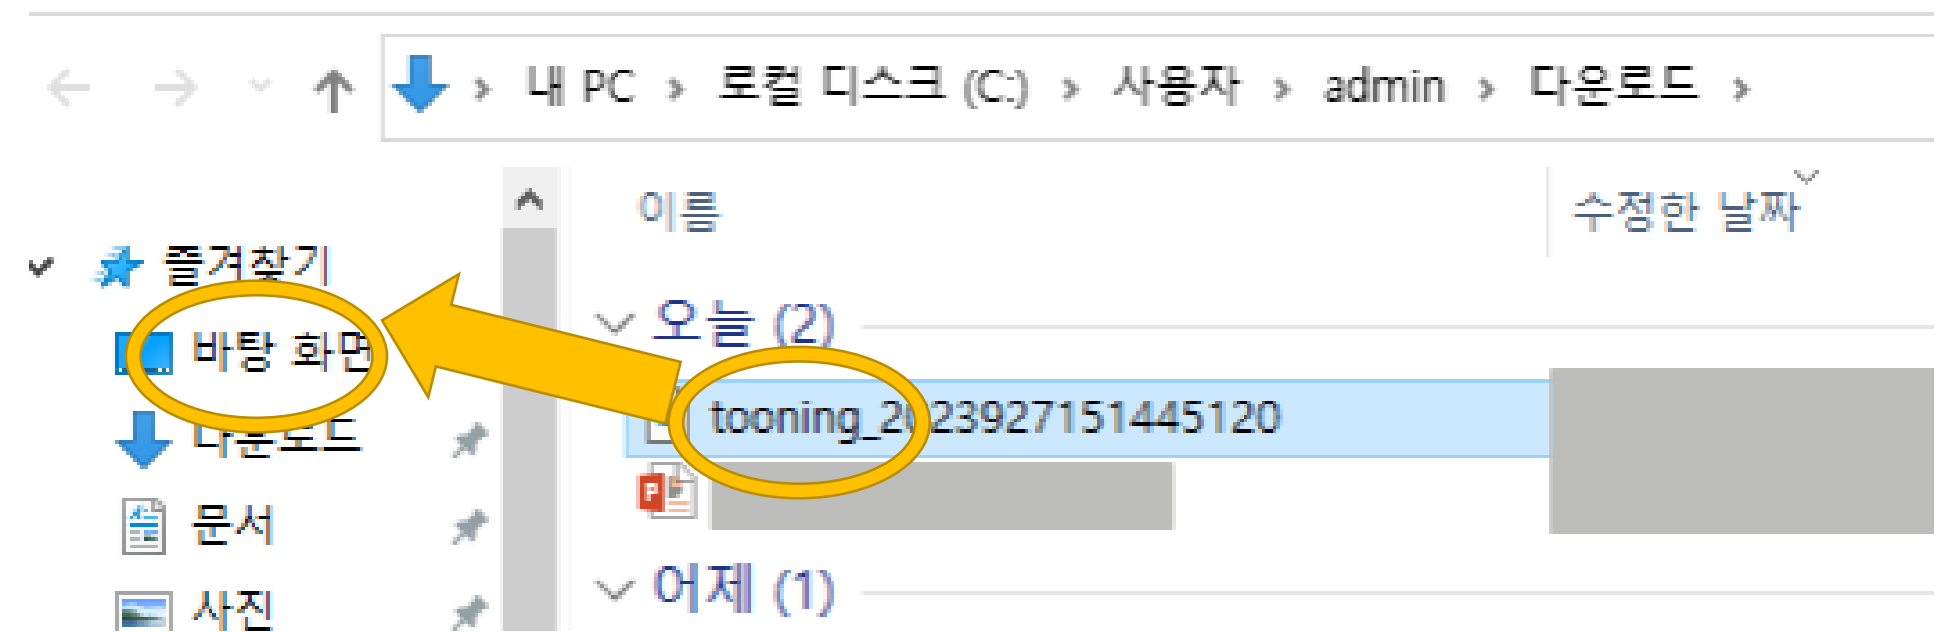 내 PC > 로컬 디스크 (C:) > 사용자 > admin > 다운로드 >
이름 수정한 날짜
즐겨찾기
바탕 화면
다운로드
문서
사진
오늘 (2)
tooning_2023927151445120
어제 (1)